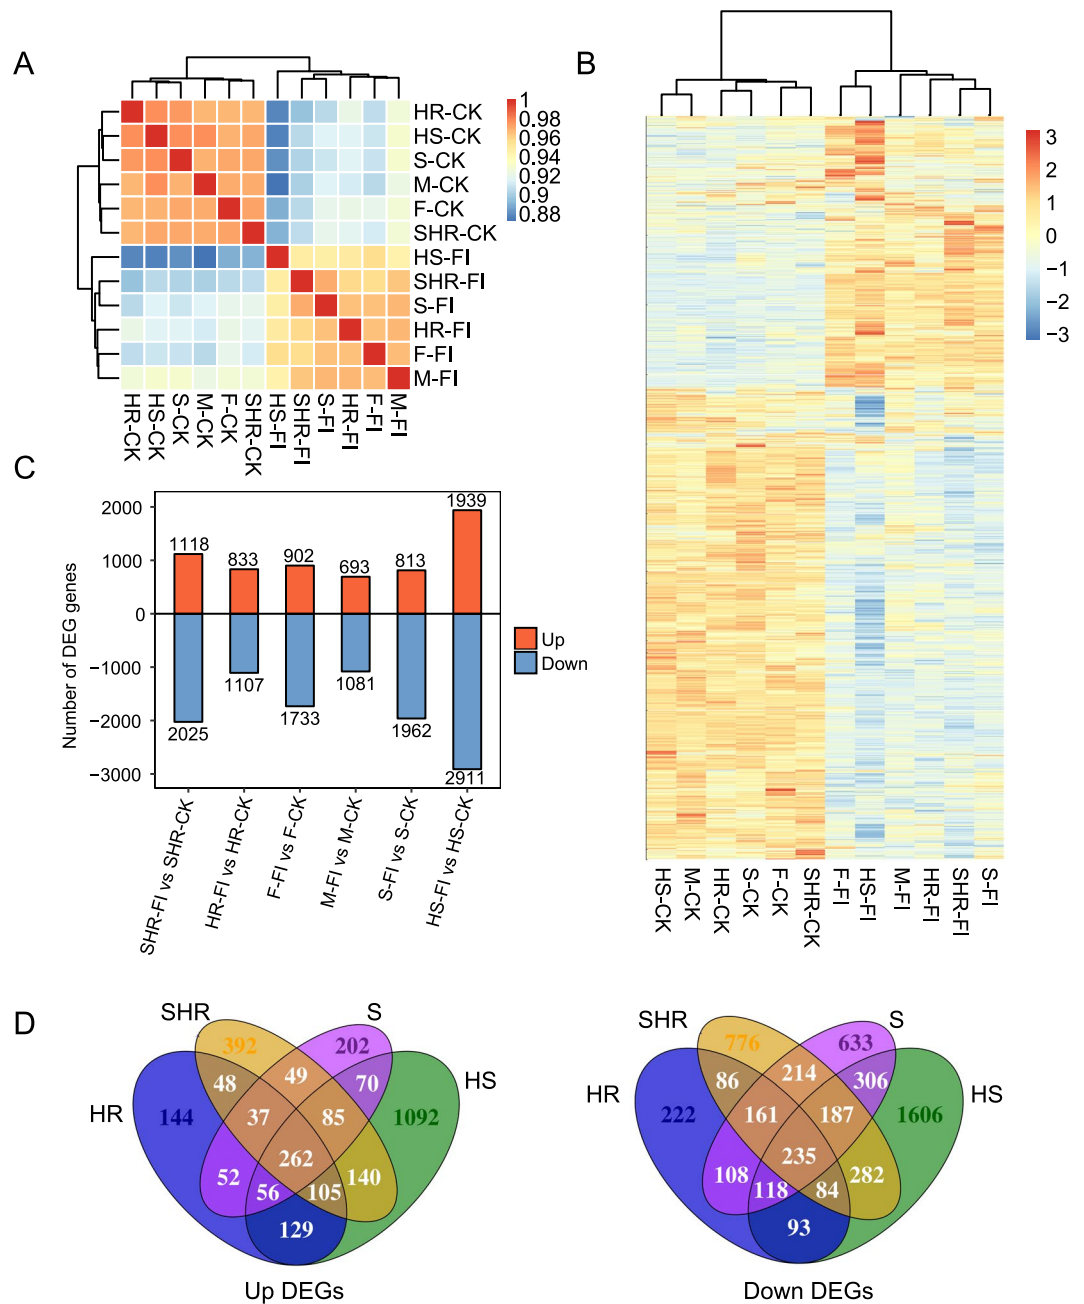 A
HR-CK
HS-CK
S-CK
M-CK
F-CK
SHR-CK
HS-FI
SHR-FI
S-FI
HR-FI
F-FI
M-FI
1
0.98
0.96
0.94
0.92
0.9
0.88
HR-CK
HS-CK
S-CK
M-CK
F-CK
SHR-CK
HS-FI
SHR-FI
S-FI
HR-FI
F-FI
M-FI
B
3
2
1
0
−1
−2
−3
HS-CK
M-CK
HR-CK
S-CK
F-CK
SHR-CK
F-FI
HS-FI
M-FI
HR-FI
SHR-FI
S-FI
C
Number of DEG genes
2000
1000
0
−1000
−2000
−3000
1118
833
902
693
813
1939
2025
1107
1733
1081
1962
2911
Up
Down
SHR-FI vs SHR-CK
HR-FI vs HR-CK
F-FI vs F-CK
M-FI vs M-CK
S-FI vs S-CK
HS-FI vs HS-CK
D
SHR
S
HR
HS
392
202
48
49
70
144
37
85
1092
262
52
56
105
140
129
Up DEGs
SHR
S
HR
HS
776
633
86
214
306
222
161
187
1606
235
108
118
84
282
93
Down DEGs